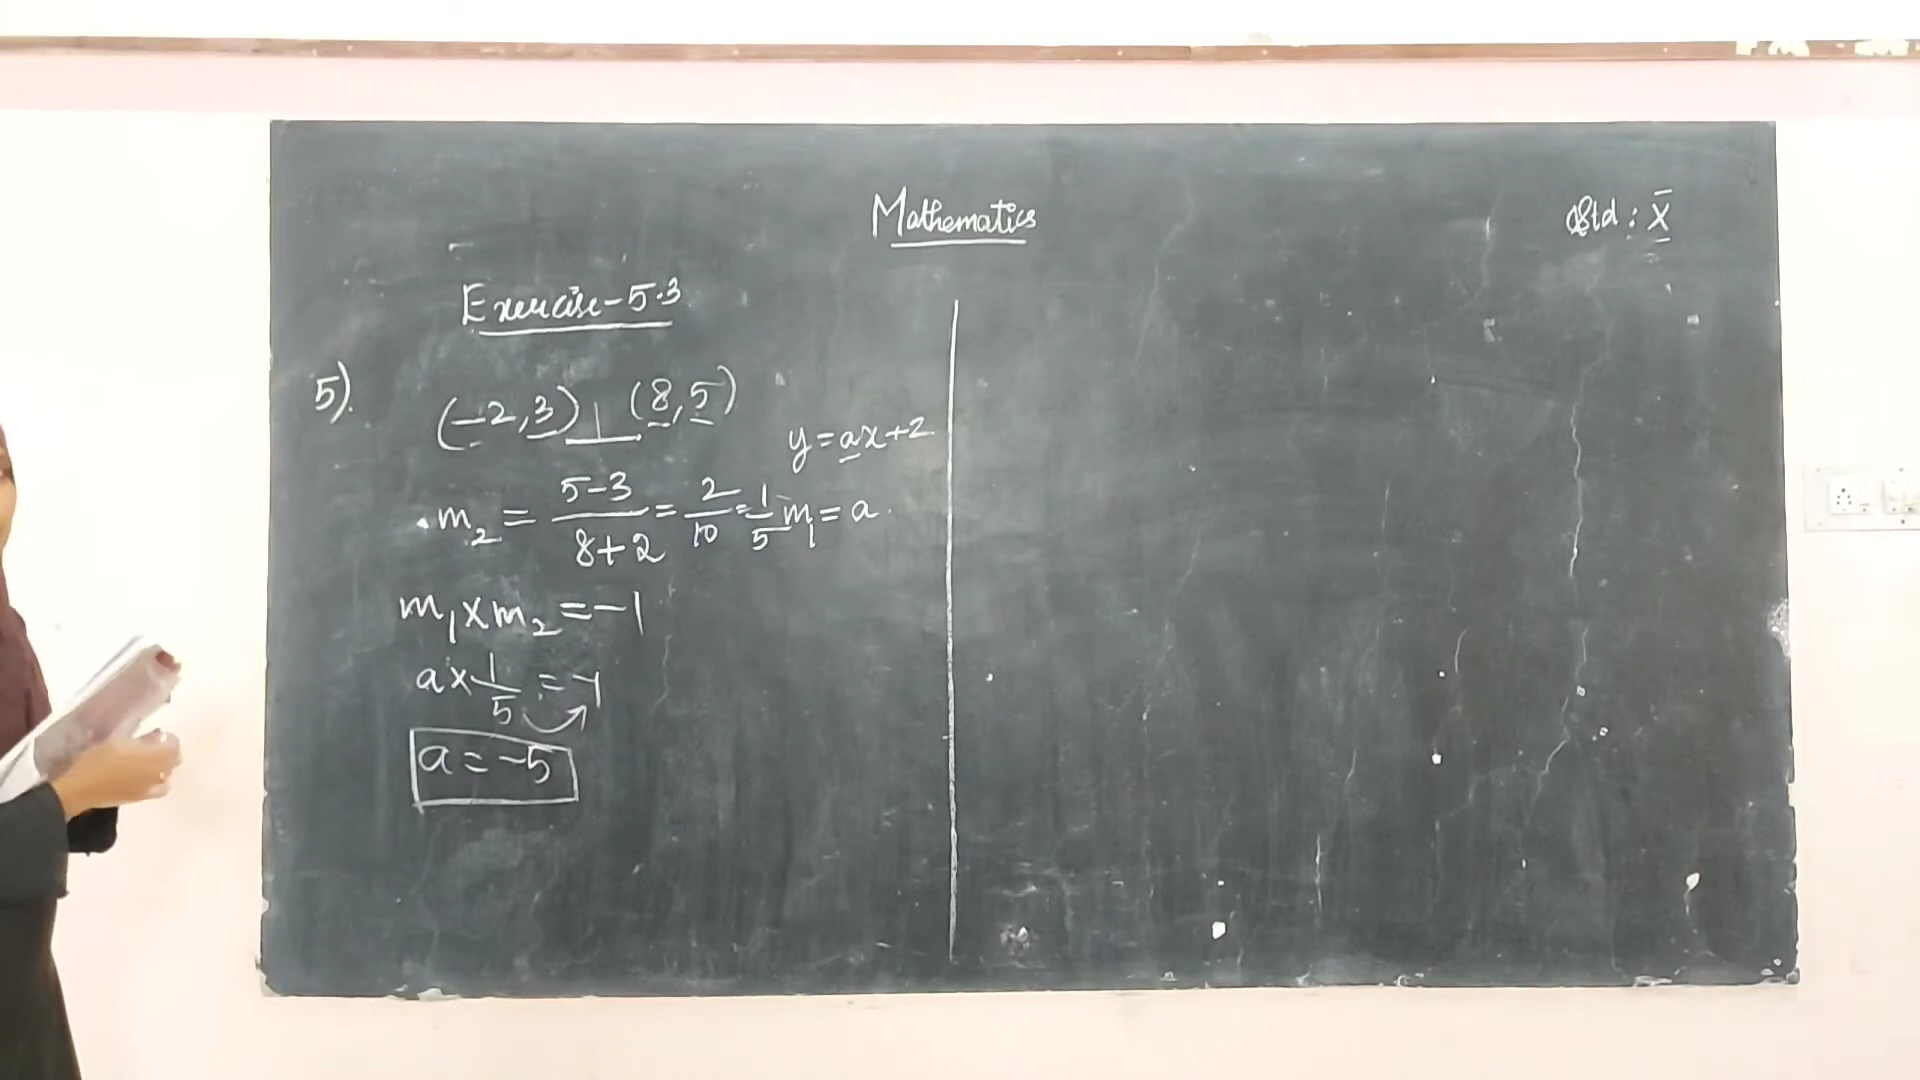 Mathematics
Std : X
Exercise-5.3
5).
(-2,3) ⊥ (8,5)
y = ax+2
m₂ = 5-3/8+2 = 2/10 = 1/5 m₁ = a.
m₁ x m₂ = -1
a x 1/5 = -1
a = -5